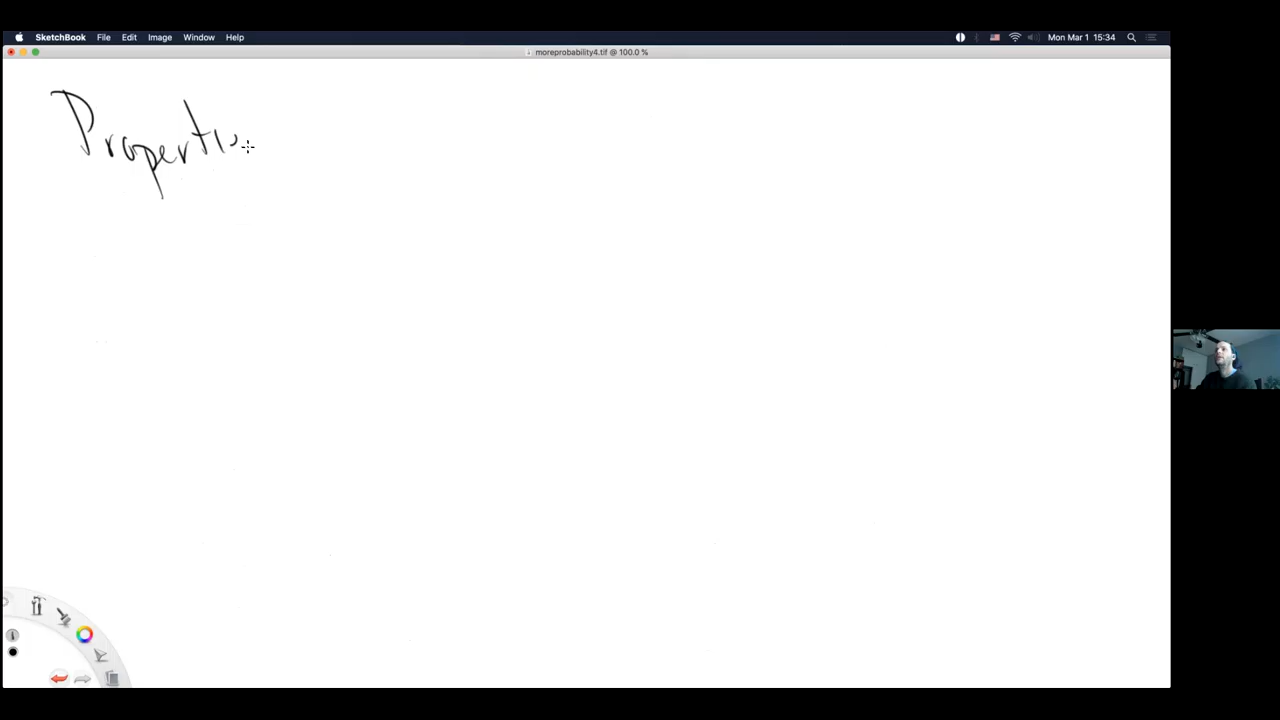 SketchBook File Edit Image Window Help Mon Mar 1 15:34
moreprobability4.tif @ 100.0 %
Properti